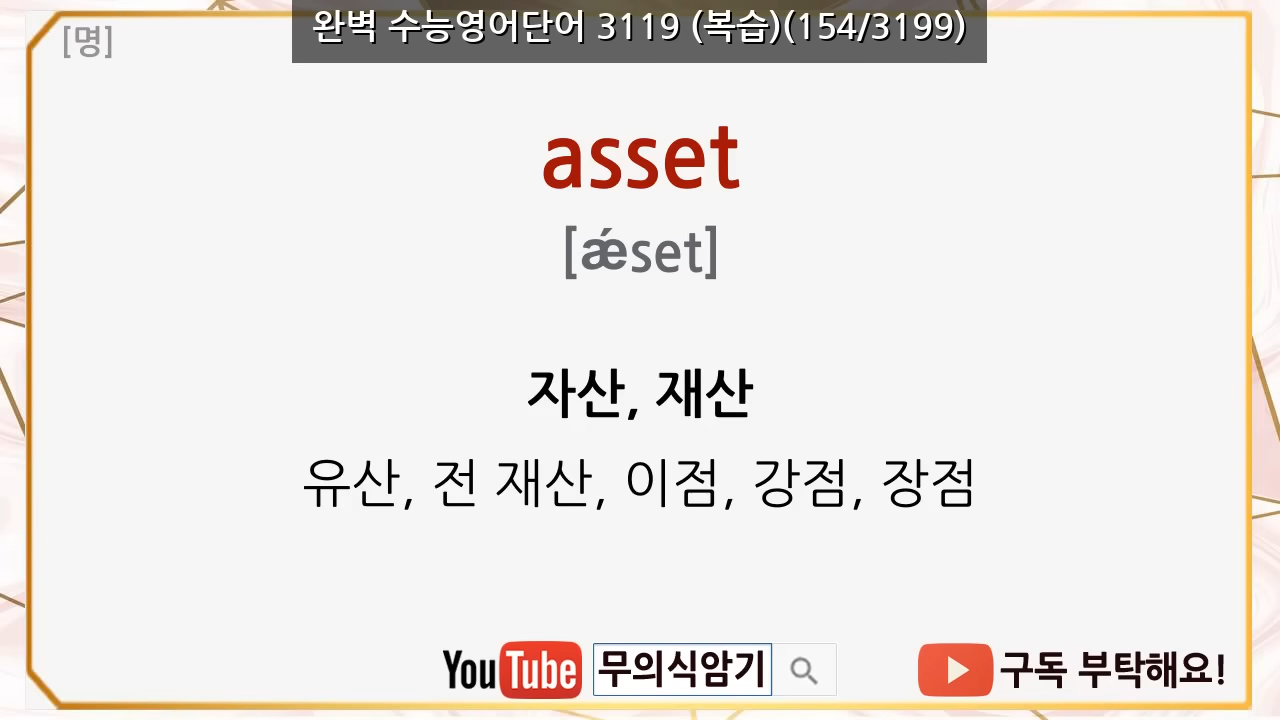 완벽 수능영어단어 3119 (복습)(154/3199)
[명]
asset
[ǽset]
자산, 재산
유산, 전 재산, 이점, 강점, 장점
YouTube 무의식암기 구독 부탁해요!